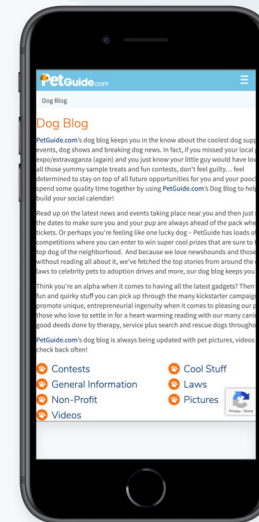 PetGuide.com
Dog Blog
Dog Blog
PetGuide.com's dog blog keeps you in the know about the coolest dog supp
events, dog shows and breaking dog news. In fact, if you missed your local
expo/extravaganza (again) and you just know your little guy would have lov
all those yummy sample treats and fun contests, don't feel guilty… feel
determined to stay on top of all future opportunities for you and your pooc
spend some quality time together by using PetGuide.com's Dog Blog to help
build your social calendar!
Read up on the latest news and events taking place near you and then just
the dates to make sure you and your pup are always ahead of the pack whe
tickets. Or perhaps you're feeling like one lucky dog – PetGuide has loads o
competitions where you can enter to win super cool prizes that are sure to
top dog of the neighborhood. And because we love newshounds and those
without reading all about it, we've fetched the top stories from around the
laws to celebrity pets to adoption drives and more, our dog blog keeps you
Think you're an alpha when it comes to having all the latest gadgets? Then
fun and quirky stuff you can pick up through the many kickstarter campaig
promote unique, entrepreneurial ingenuity when it comes to pleasing our p
those who love to settle in for a heart-warming reading with our many cani
good deeds done by therapy, service plus search and rescue dogs througho
PetGuide.com's dog blog is always being updated with pet pictures, videos
check back often!
Contests
Cool Stuff
General Information
Laws
Non-Profit
Pictures
Videos
Privacy - Terms